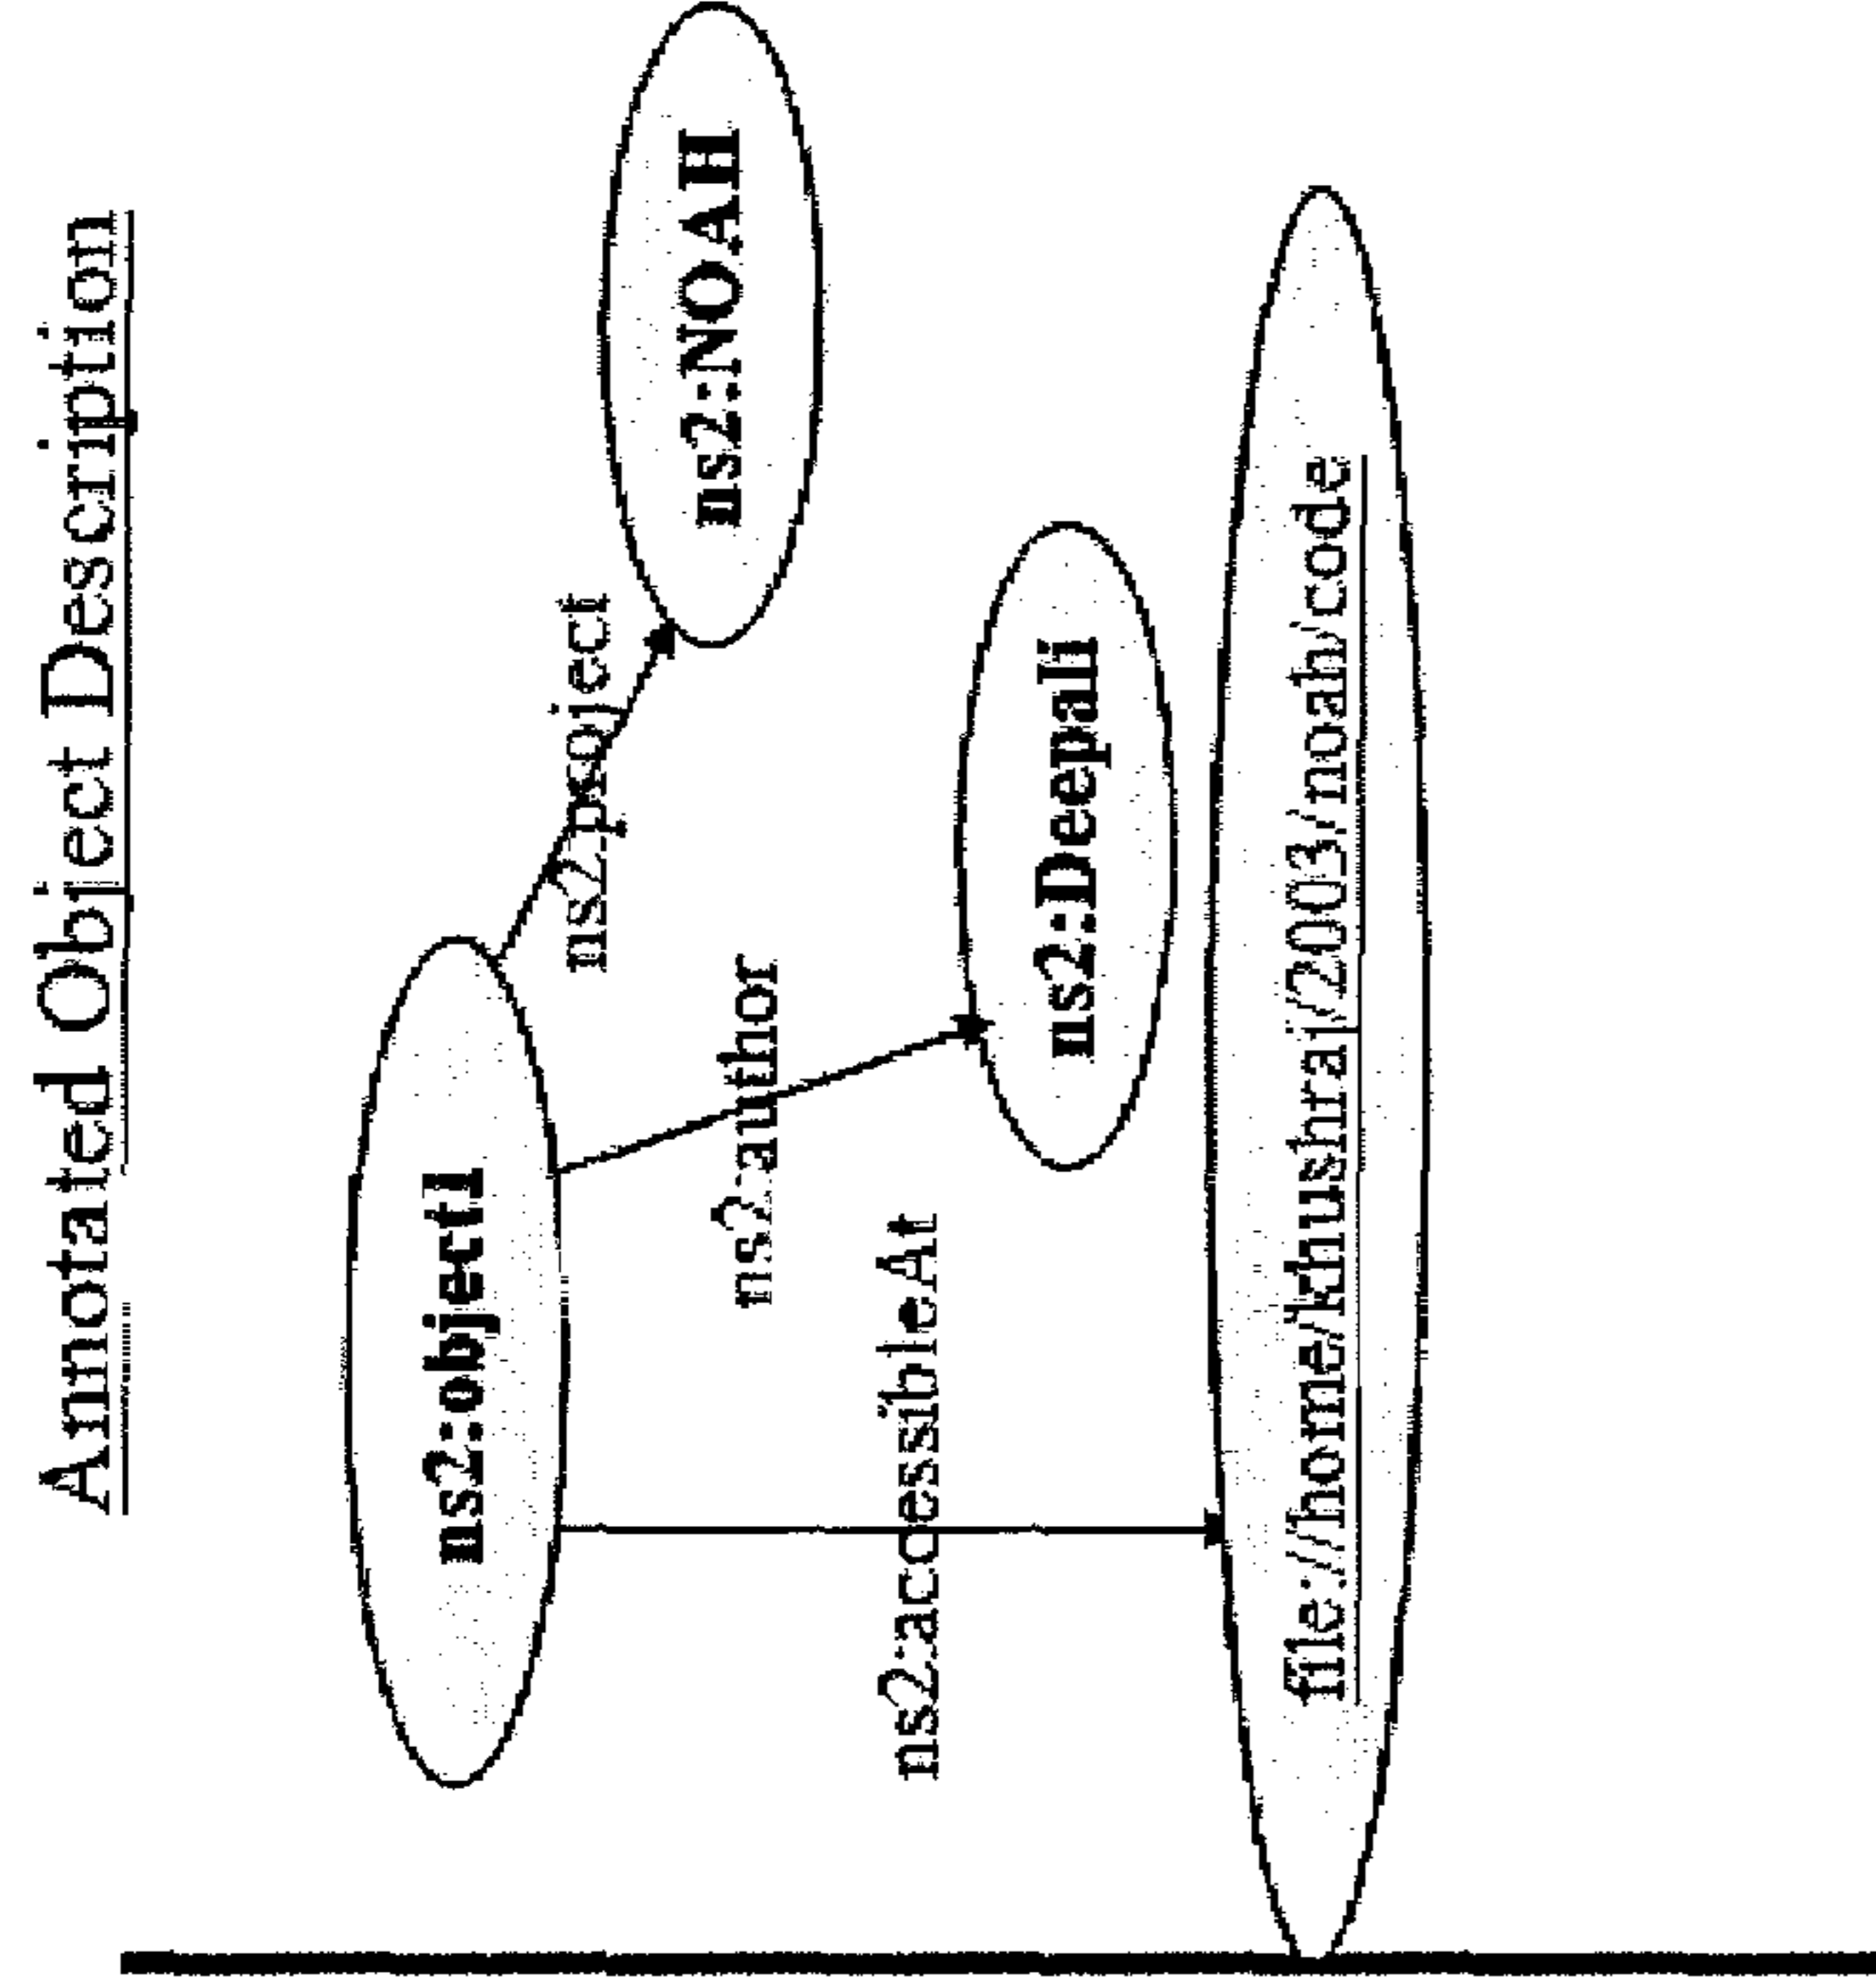 Annotated Object Description
ns2::object1
ns2:project
ns2::NOAH
ns2:author
ns2::Deepali
ns2:accessibleAt
file://home/khushraj/2003/noah/code